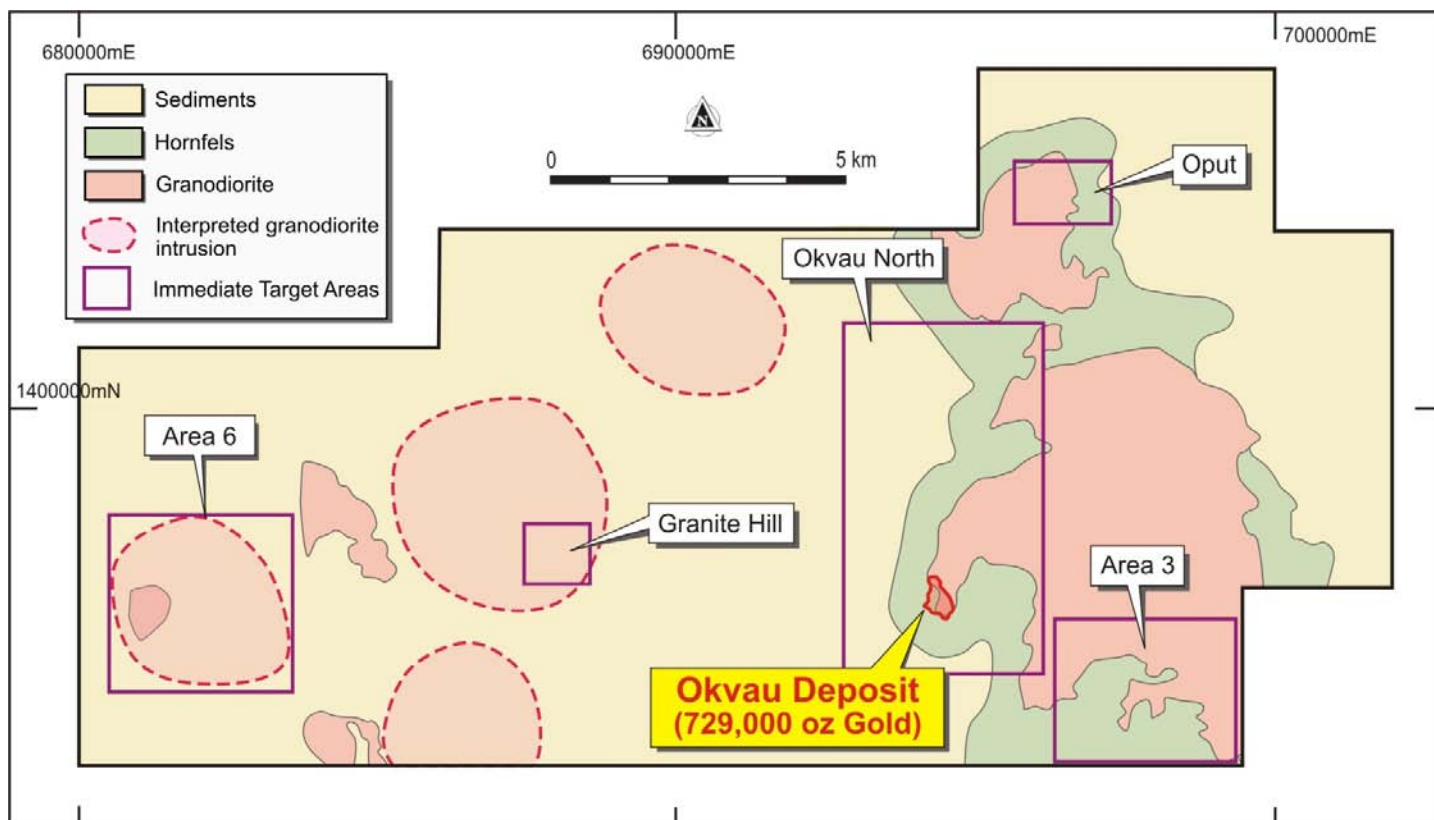 680000mE
690000mE
700000mE
Sediments
Hornfels
Granodiorite
Interpreted granodiorite
intrusion
Immediate Target Areas
N
0
5 km
Oput
Okvau North
1400000mN
Area 6
Granite Hill
Area 3
Okvau Deposit
(729,000 oz Gold)